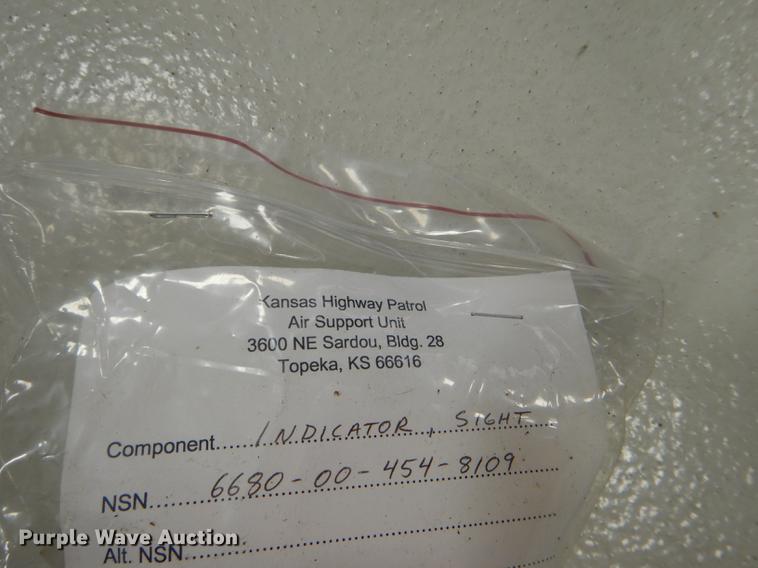 Kansas Highway Patrol
Air Support Unit
3600 NE Sardou, Bldg. 28
Topeka, KS 66616
Component.....INDICATOR, SIGHT
NSN.....6680-00-454-8109
Alt. NSN.....
Purple Wave Auction